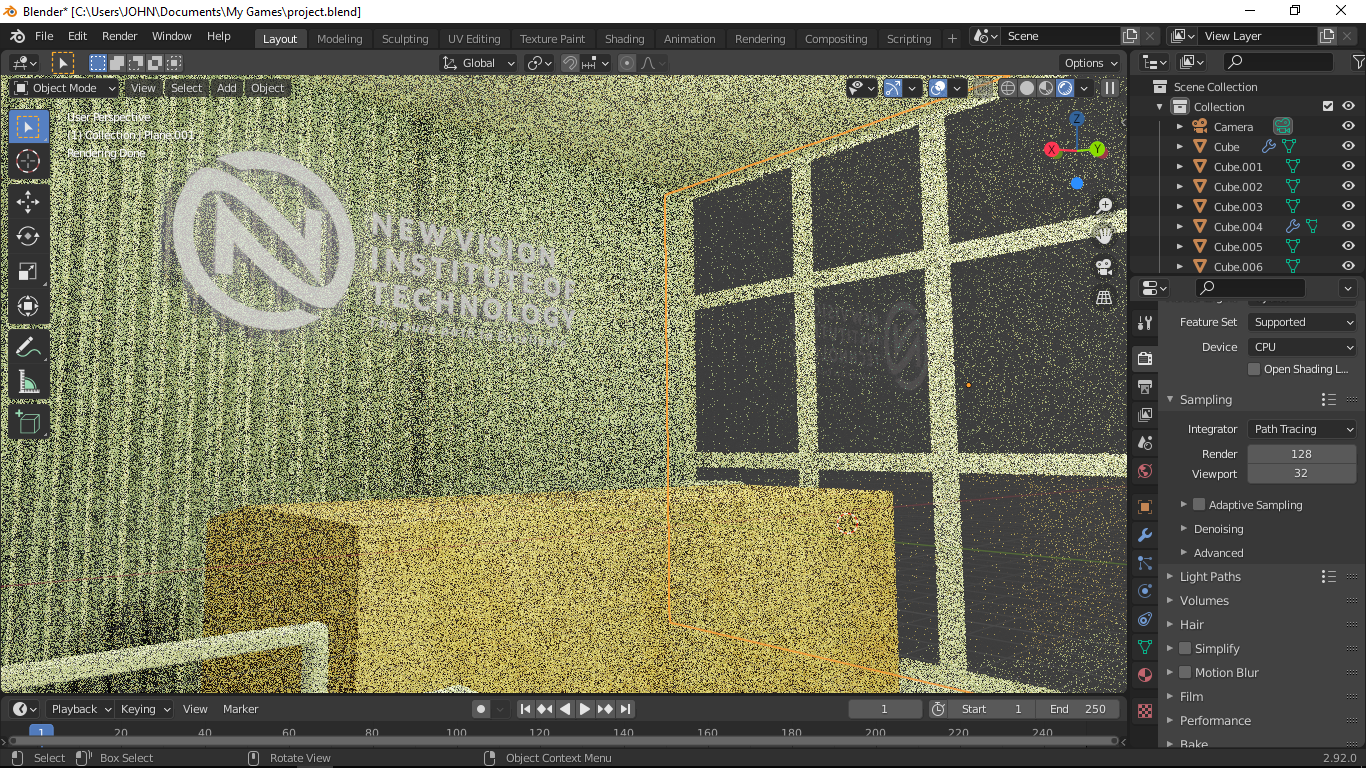 Blender* [C:\Users\JOHN\Documents\My Games\project.blend]
File Edit Render Window Help
Layout Modeling Sculpting UV Editing Texture Paint Shading Animation Rendering Compositing Scripting
Scene
View Layer
Global
Options
Object Mode View Select Add Object
User Perspective
(1) Collection | Plane.001
Rendering Done
Z
X
Y
NEW VISION
INSTITUTE OF
TECHNOLOGY
Scene Collection
Collection
Camera
Cube
Cube.001
Cube.002
Cube.003
Cube.004
Cube.005
Cube.006
Feature Set Supported
Device CPU
Open Shading L...
Sampling
Integrator Path Tracing
Render 128
Viewport 32
Adaptive Sampling
Denoising
Advanced
Light Paths
Volumes
Hair
Simplify
Motion Blur
Film
Performance
Bake
Playback Keying View Marker
1
Start 1 End 250
1 20 40 60 80 100 120 140 160 180 200 220 240
Select Box Select Rotate View Object Context Menu
2.92.0